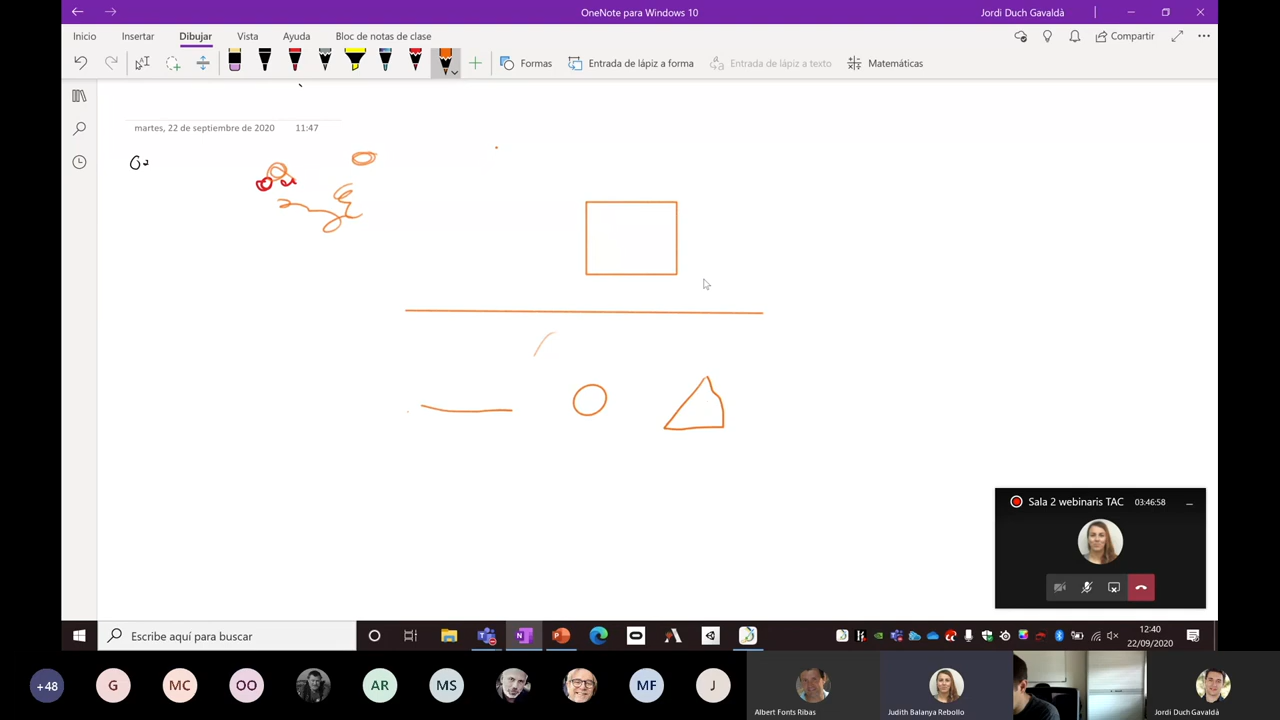 OneNote para Windows 10
Jordi Duch Gavaldà
Inicio
Insertar
Dibujar
Vista
Ayuda
Bloc de notas de clase
Compartir
Formas
Entrada de lápiz a forma
Entrada de lápiz a texto
Matemáticas
martes, 22 de septiembre de 2020
11:47
Sala 2 webinaris TAC
03:46:58
Escribe aquí para buscar
12:40
22/09/2020
+48
G
MC
OO
AR
MS
MF
J
Albert Fonts Ribas
Judith Balanya Rebollo
Jordi Duch Gavaldà